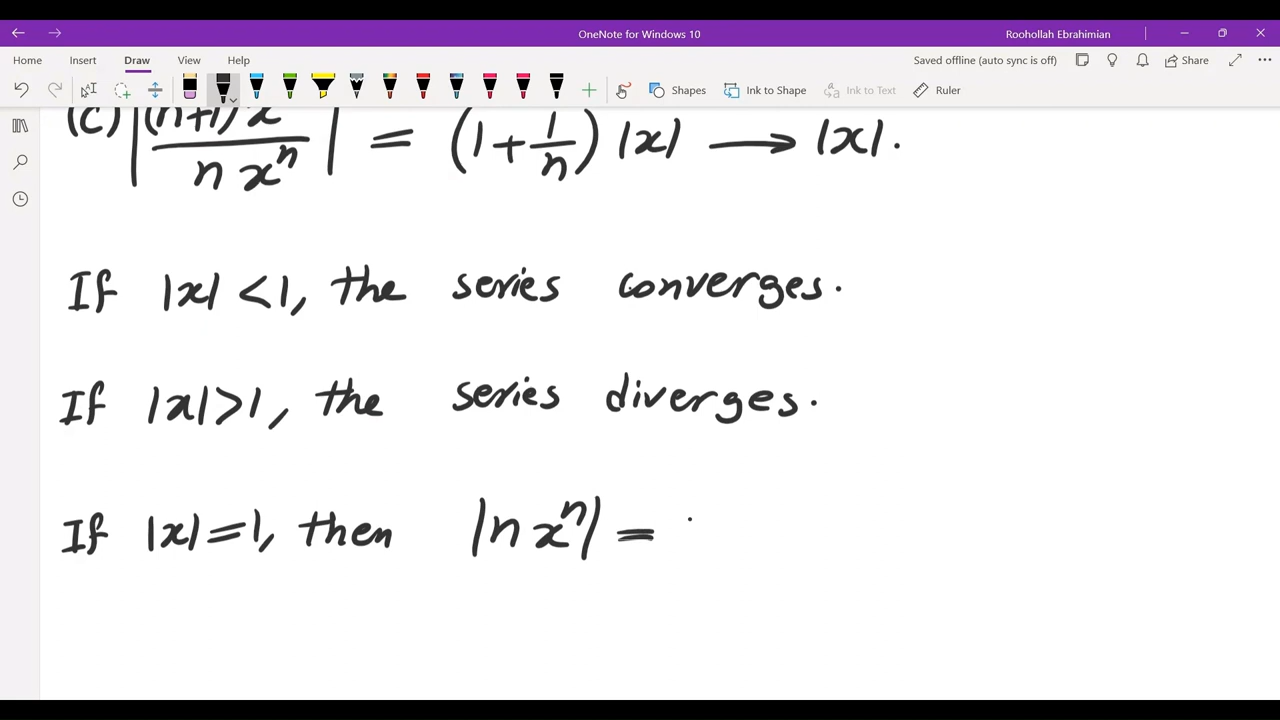 OneNote for Windows 10
Roohollah Ebrahimian
Home Insert Draw View Help
Saved offline (auto sync is off)
Share
Shapes
Ink to Shape
Ink to Text
Ruler
(c) |(n+1)x / n xⁿ| = (1 + 1/n) |x| ⟶ |x|.
If |x| < 1, the series converges.
If |x| > 1, the series diverges.
If |x| = 1, then |n xⁿ| =